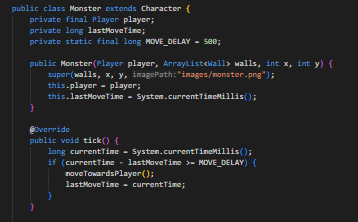 public class Monster extends Character {
    private final Player player;
    private long lastMoveTime;
    private static final long MOVE_DELAY = 500;

    public Monster(Player player, ArrayList<Wall> walls, int x, int y) {
        super(walls, x, y, imagePath:"images/monster.png");
        this.player = player;
        this.lastMoveTime = System.currentTimeMillis();
    }

    @Override
    public void tick() {
        long currentTime = System.currentTimeMillis();
        if (currentTime - lastMoveTime >= MOVE_DELAY) {
            moveTowardsPlayer();
            lastMoveTime = currentTime;
        }
    }